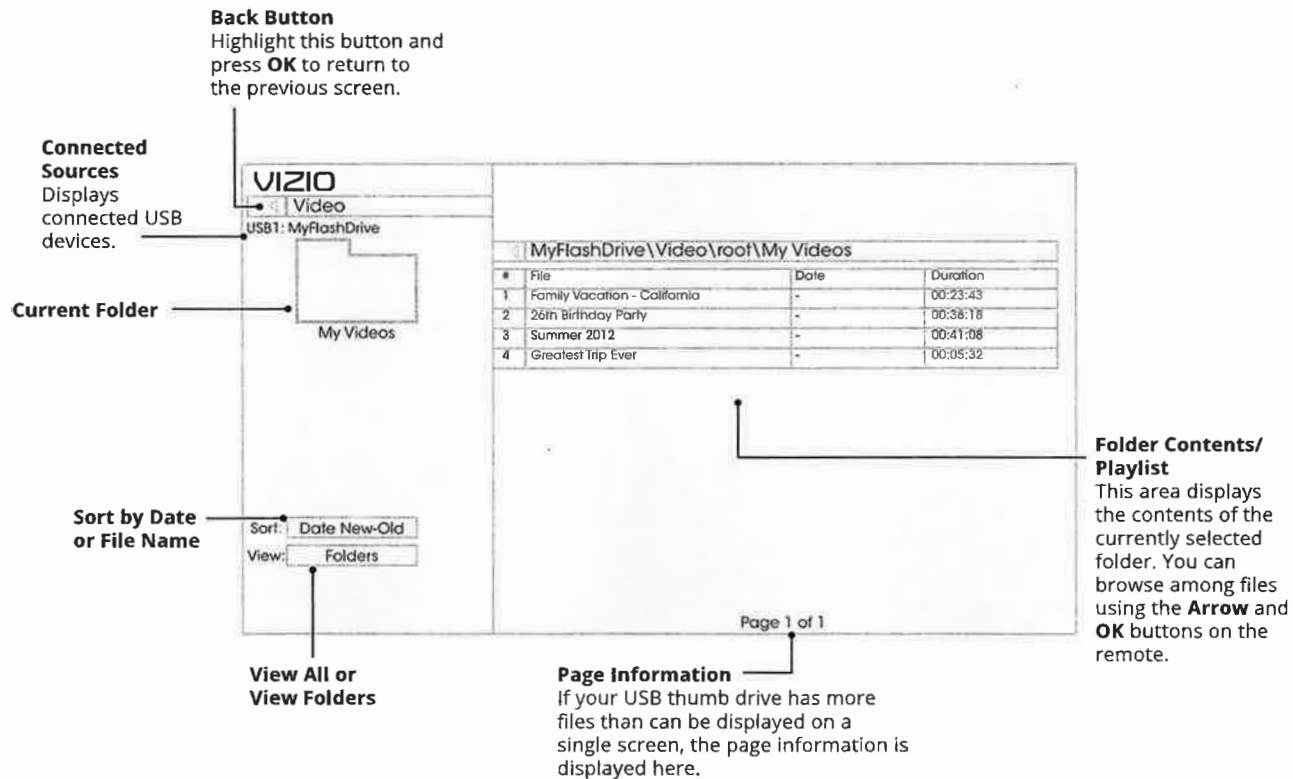 Back Button
Highlight this button and
press OK to return to
the previous screen.
Connected
Sources
Displays
connected USB
devices.
Current Folder
Sort by Date
or File Name
View All or
View Folders
VIZIO
Video
USB1: MyFlashDrive
My Videos
Sort: Date New-Old
View: Folders
MyFlashDrive\Video\root\My Videos
# File Date Duration
1 Family Vacation - California - 00:23:43
2 26th Birthday Party - 00:38:18
3 Summer 2012 - 00:41:08
4 Greatest Trip Ever - 00:05:32
Page 1 of 1
Page Information
If your USB thumb drive has more
files than can be displayed on a
single screen, the page information is
displayed here.
Folder Contents/
Playlist
This area displays
the contents of the
currently selected
folder. You can
browse among files
using the Arrow and
OK buttons on the
remote.